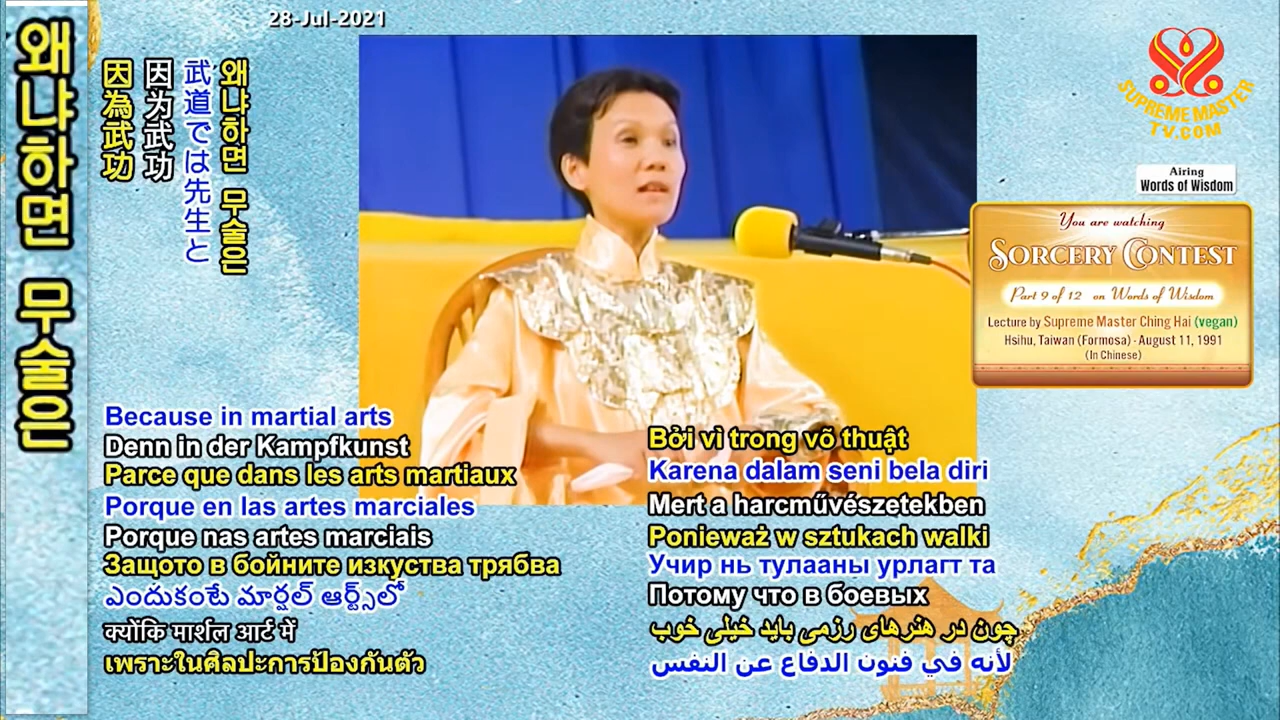 28-Jul-2021
왜냐하면 무술은
因為武功
因为武功
武道では先生と
왜냐하면 무술은
SUPREME MASTER
TV.COM
Airing
Words of Wisdom
You are watching
SORCERY CONTEST
Part 9 of 12 on Words of Wisdom
Lecture by Supreme Master Ching Hai (vegan)
Hsihu, Taiwan (Formosa) - August 11, 1991
(In Chinese)
Because in martial arts
Denn in der Kampfkunst
Parce que dans les arts martiaux
Porque en las artes marciales
Porque nas artes marciais
Защото в бойните изкуства трябва
ఎందుకంటే మార్షల్ ఆర్ట్స్‌లో
क्योंकि मार्शल आर्ट में
เพราะในศิลปะการป้องกันตัว
Bởi vì trong võ thuật
Karena dalam seni bela diri
Mert a harcművészetekben
Ponieważ w sztukach walki
Учир нь тулааны урлагт та
Потому что в боевых
چون در هنرهای رزمی باید خیلی خوب
لأنه في فنون الدفاع عن النفس